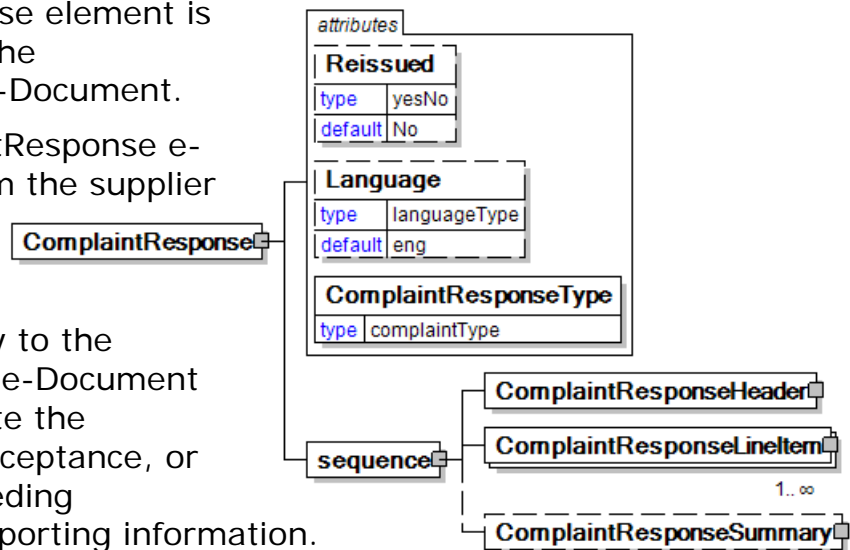 se element is
he
-Document.
tResponse e-
m the supplier
y to the
e-Document
te the
ceptance, or
eding
porting information.
attributes
Reissued
type yesNo
default No
Language
type languageType
default eng
ComplaintResponseType
type complaintType
ComplaintResponse
sequence
ComplaintResponseHeader
ComplaintResponseLineItem
1.. ∞
ComplaintResponseSummary